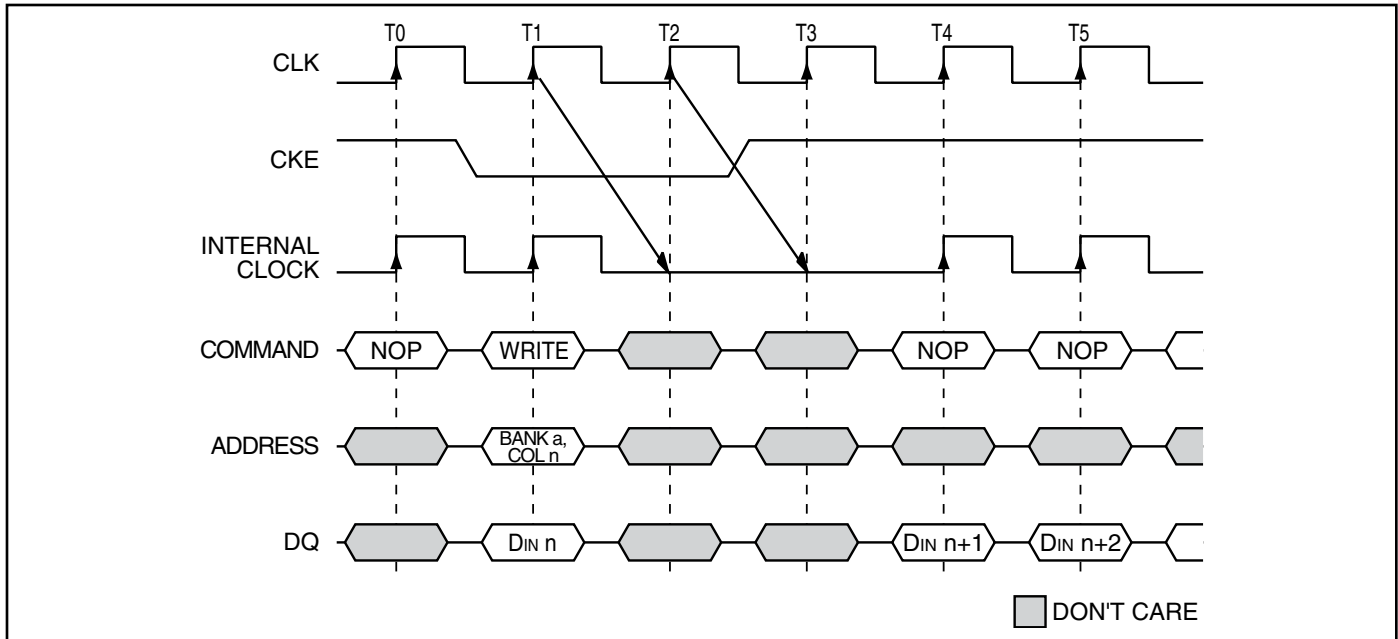 T0 T1 T2 T3 T4 T5
CLK
CKE
INTERNAL
CLOCK
COMMAND NOP WRITE NOP NOP
ADDRESS BANK a,
COL n
DQ DIN n DIN n+1 DIN n+2
DON'T CARE